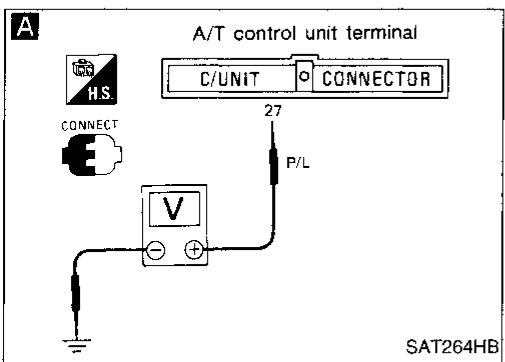 A
A/T control unit terminal
C/UNIT CONNECTOR
H.S.
CONNECT
27
P/L
V
SAT264HB